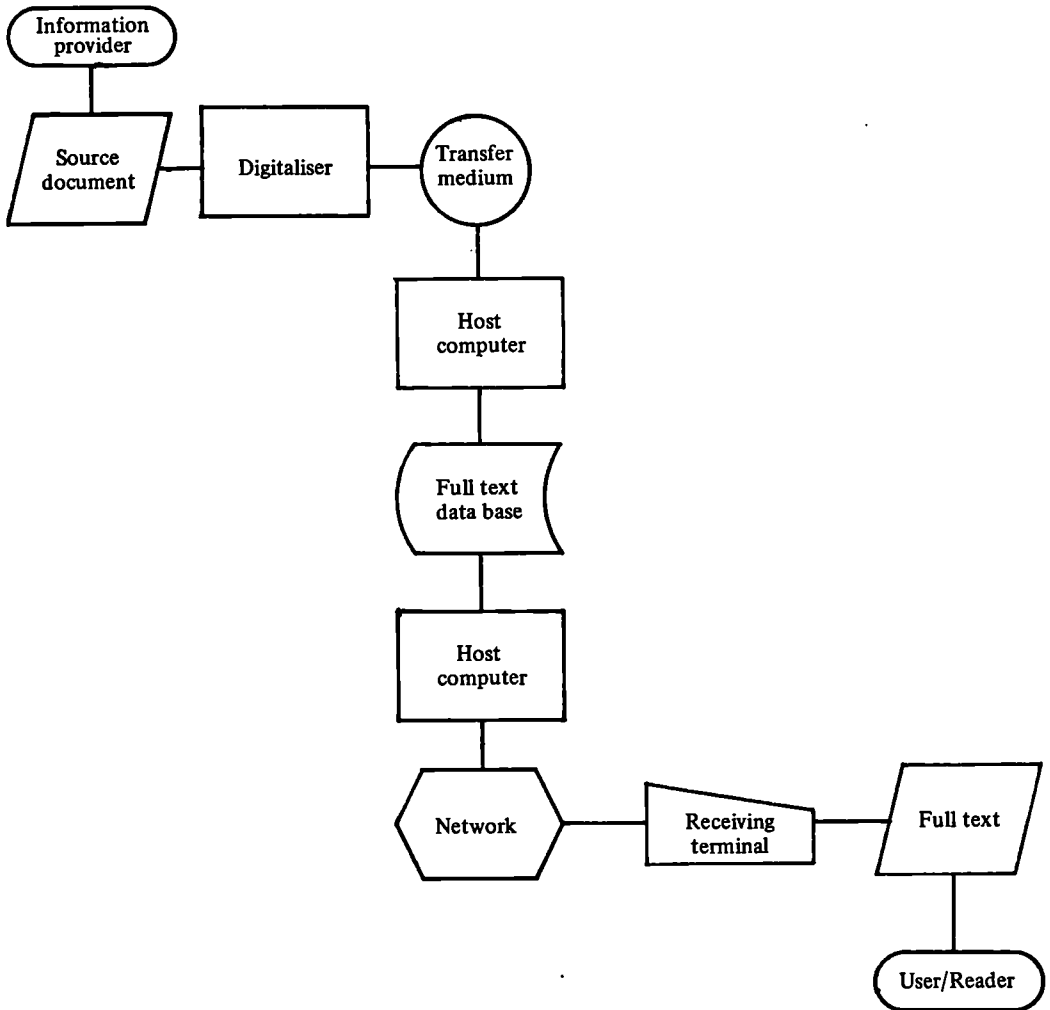 Information
provider
Source
document
Digitaliser
Transfer
medium
Host
computer
Full text
data base
Host
computer
Network
Receiving
terminal
Full text
User/Reader